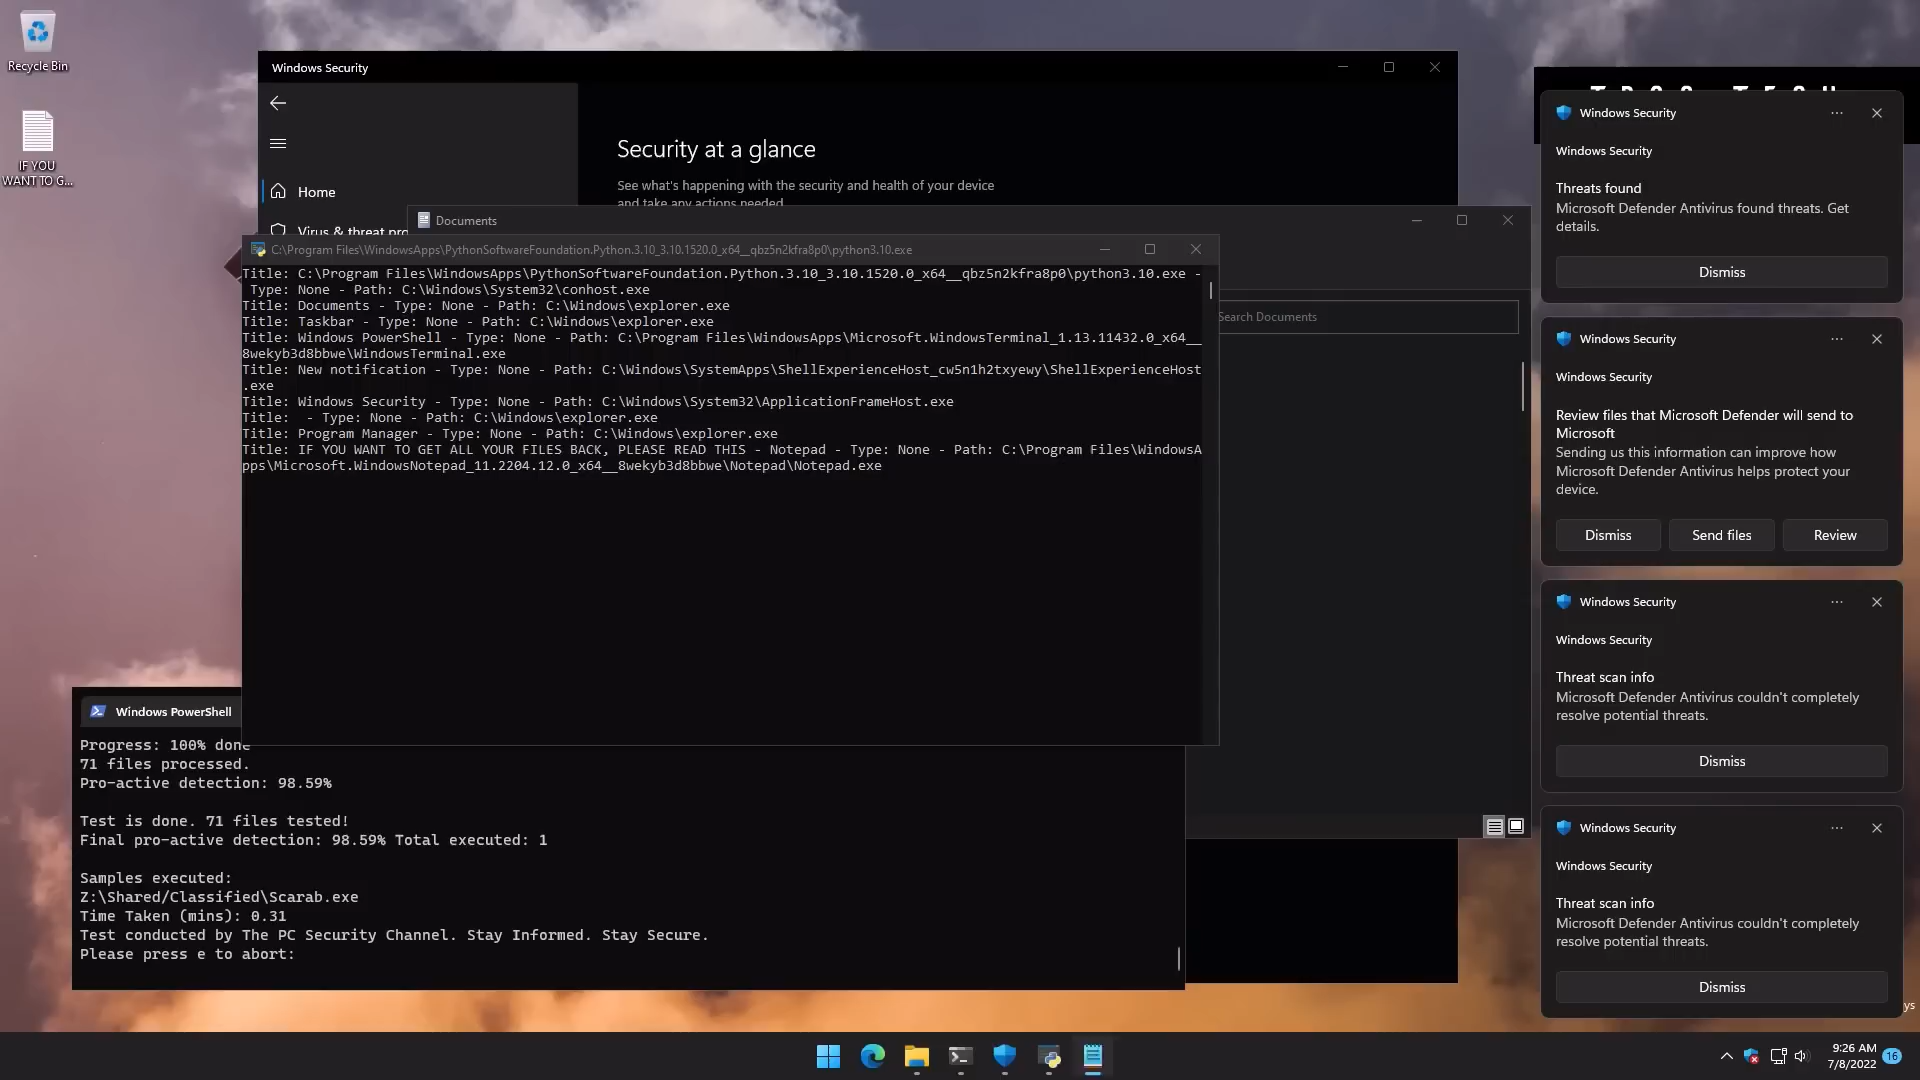 Recycle Bin
IF YOU
WANT TO G...
Windows Security
Home
Virus & threat pro
Security at a glance
See what's happening with the security and health of your device
and take any actions needed
Documents
Search Documents
C:\Program Files\WindowsApps\PythonSoftwareFoundation.Python.3.10_3.10.1520.0_x64__qbz5n2kfra8p0\python3.10.exe
Title: C:\Program Files\WindowsApps\PythonSoftwareFoundation.Python.3.10_3.10.1520.0_x64__qbz5n2kfra8p0\python3.10.exe -
Type: None - Path: C:\Windows\System32\conhost.exe
Title: Documents - Type: None - Path: C:\Windows\explorer.exe
Title: Taskbar - Type: None - Path: C:\Windows\explorer.exe
Title: Windows PowerShell - Type: None - Path: C:\Program Files\WindowsApps\Microsoft.WindowsTerminal_1.13.11432.0_x64__
8wekyb3d8bbwe\WindowsTerminal.exe
Title: New notification - Type: None - Path: C:\Windows\SystemApps\ShellExperienceHost_cw5n1h2txyewy\ShellExperienceHost
.exe
Title: Windows Security - Type: None - Path: C:\Windows\System32\ApplicationFrameHost.exe
Title:  - Type: None - Path: C:\Windows\explorer.exe
Title: Program Manager - Type: None - Path: C:\Windows\explorer.exe
Title: IF YOU WANT TO GET ALL YOUR FILES BACK, PLEASE READ THIS - Notepad - Type: None - Path: C:\Program Files\WindowsA
pps\Microsoft.WindowsNotepad_11.2204.12.0_x64__8wekyb3d8bbwe\Notepad\Notepad.exe
Windows PowerShell
Progress: 100% done
71 files processed.
Pro-active detection: 98.59%
Test is done. 71 files tested!
Final pro-active detection: 98.59% Total executed: 1
Samples executed:
Z:\Shared/Classified\Scarab.exe
Time Taken (mins): 0.31
Test conducted by The PC Security Channel. Stay Informed. Stay Secure.
Please press e to abort:
Windows Security
Windows Security
Threats found
Microsoft Defender Antivirus found threats. Get
details.
Dismiss
Windows Security
Windows Security
Review files that Microsoft Defender will send to
Microsoft
Sending us this information can improve how
Microsoft Defender Antivirus helps protect your
device.
Dismiss Send files Review
Windows Security
Windows Security
Threat scan info
Microsoft Defender Antivirus couldn't completely
resolve potential threats.
Dismiss
Windows Security
Windows Security
Threat scan info
Microsoft Defender Antivirus couldn't completely
resolve potential threats.
Dismiss
ys
9:26 AM
7/8/2022
16